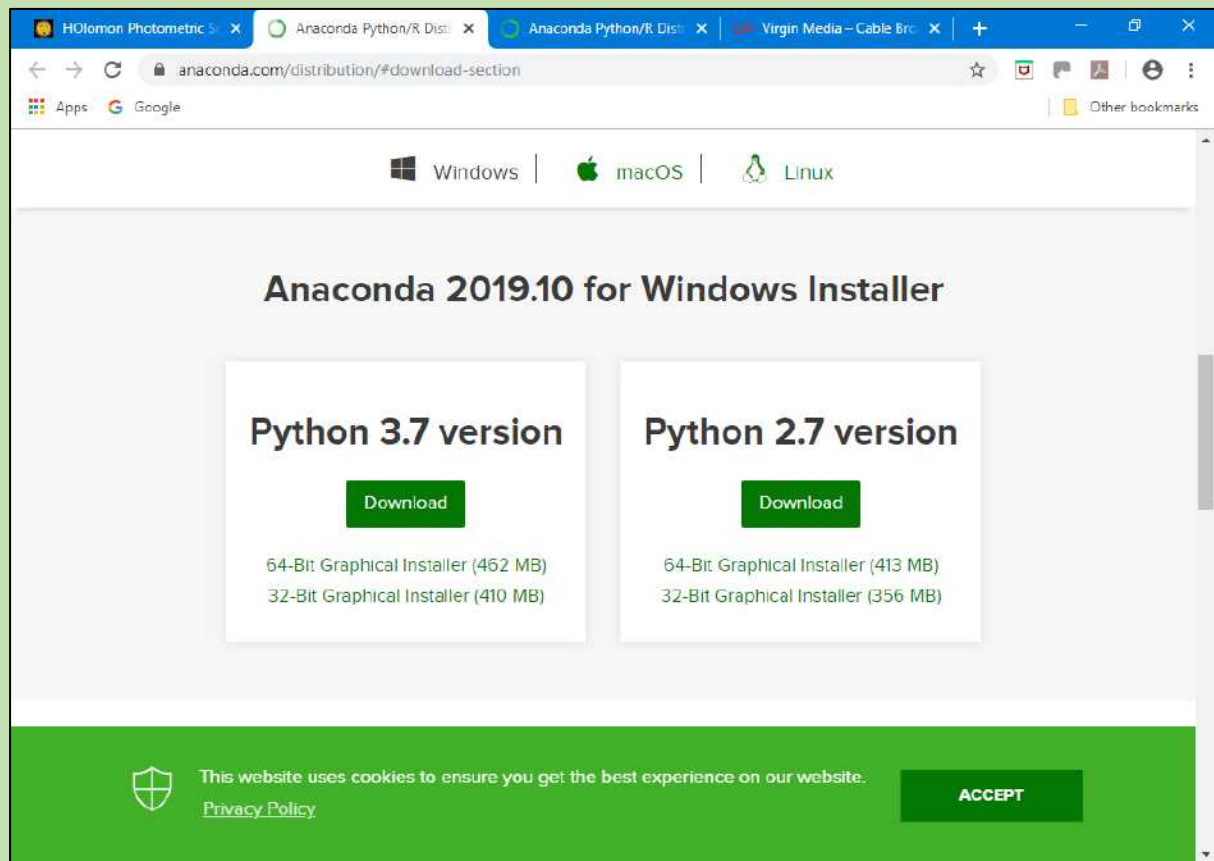 HOlomon Photometric S
Anaconda Python/R Dist
Anaconda Python/R Dist
Virgin Media – Cable Bro
anaconda.com/distribution/#download-section
Apps
Google
Other bookmarks
Windows
macOS
Linux
Anaconda 2019.10 for Windows Installer
Python 3.7 version
Download
64-Bit Graphical Installer (462 MB)
32-Bit Graphical Installer (410 MB)
Python 2.7 version
Download
64-Bit Graphical Installer (413 MB)
32-Bit Graphical Installer (356 MB)
This website uses cookies to ensure you get the best experience on our website.
Privacy Policy
ACCEPT